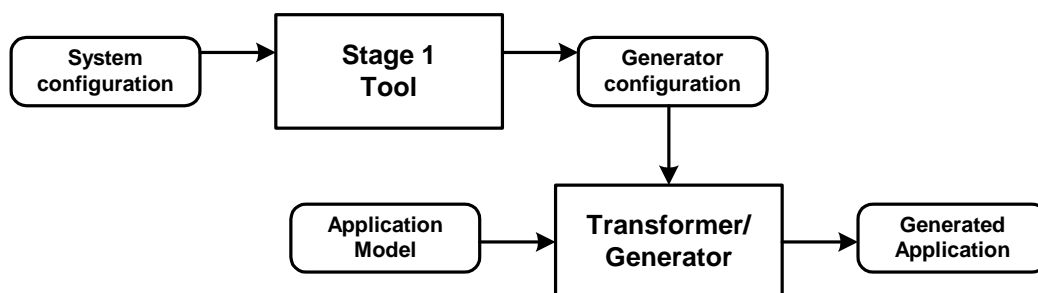 System
configuration
Stage 1
Tool
Generator
configuration
Application
Model
Transformer/
Generator
Generated
Application